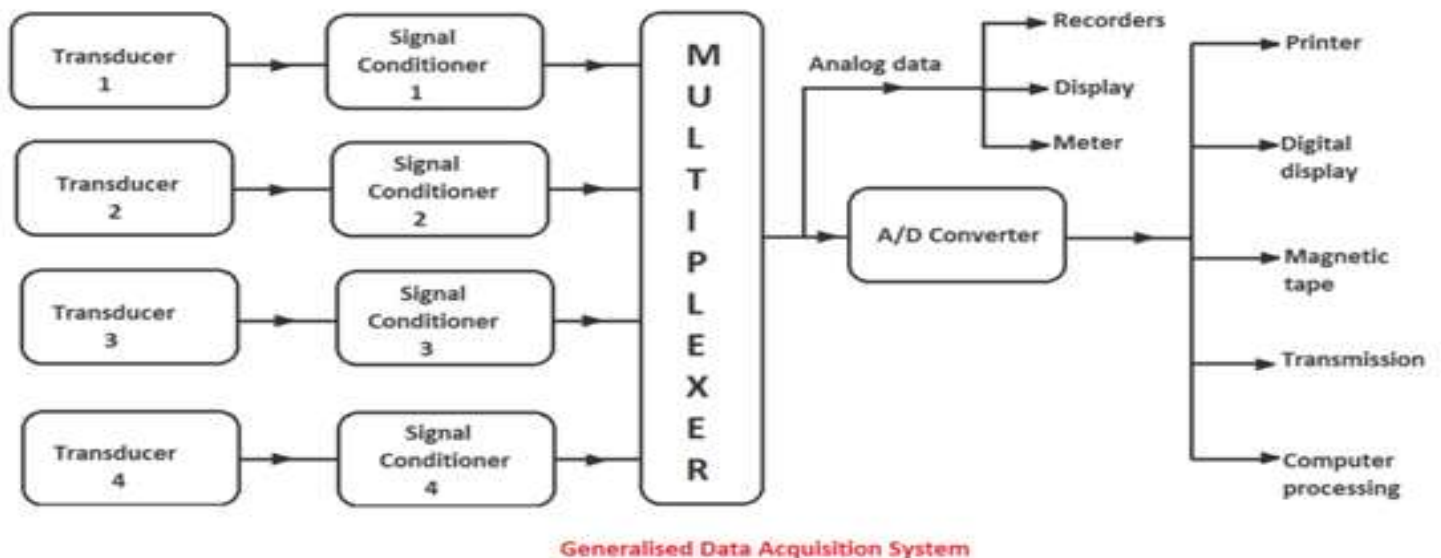 Transducer
1
Signal
Conditioner
1
Transducer
2
Signal
Conditioner
2
Transducer
3
Signal
Conditioner
3
Transducer
4
Signal
Conditioner
4
M
U
L
T
I
P
L
E
X
E
R
Analog data
Recorders
Display
Meter
A/D Converter
Printer
Digital
display
Magnetic
tape
Transmission
Computer
processing
Generalised Data Acquisition System